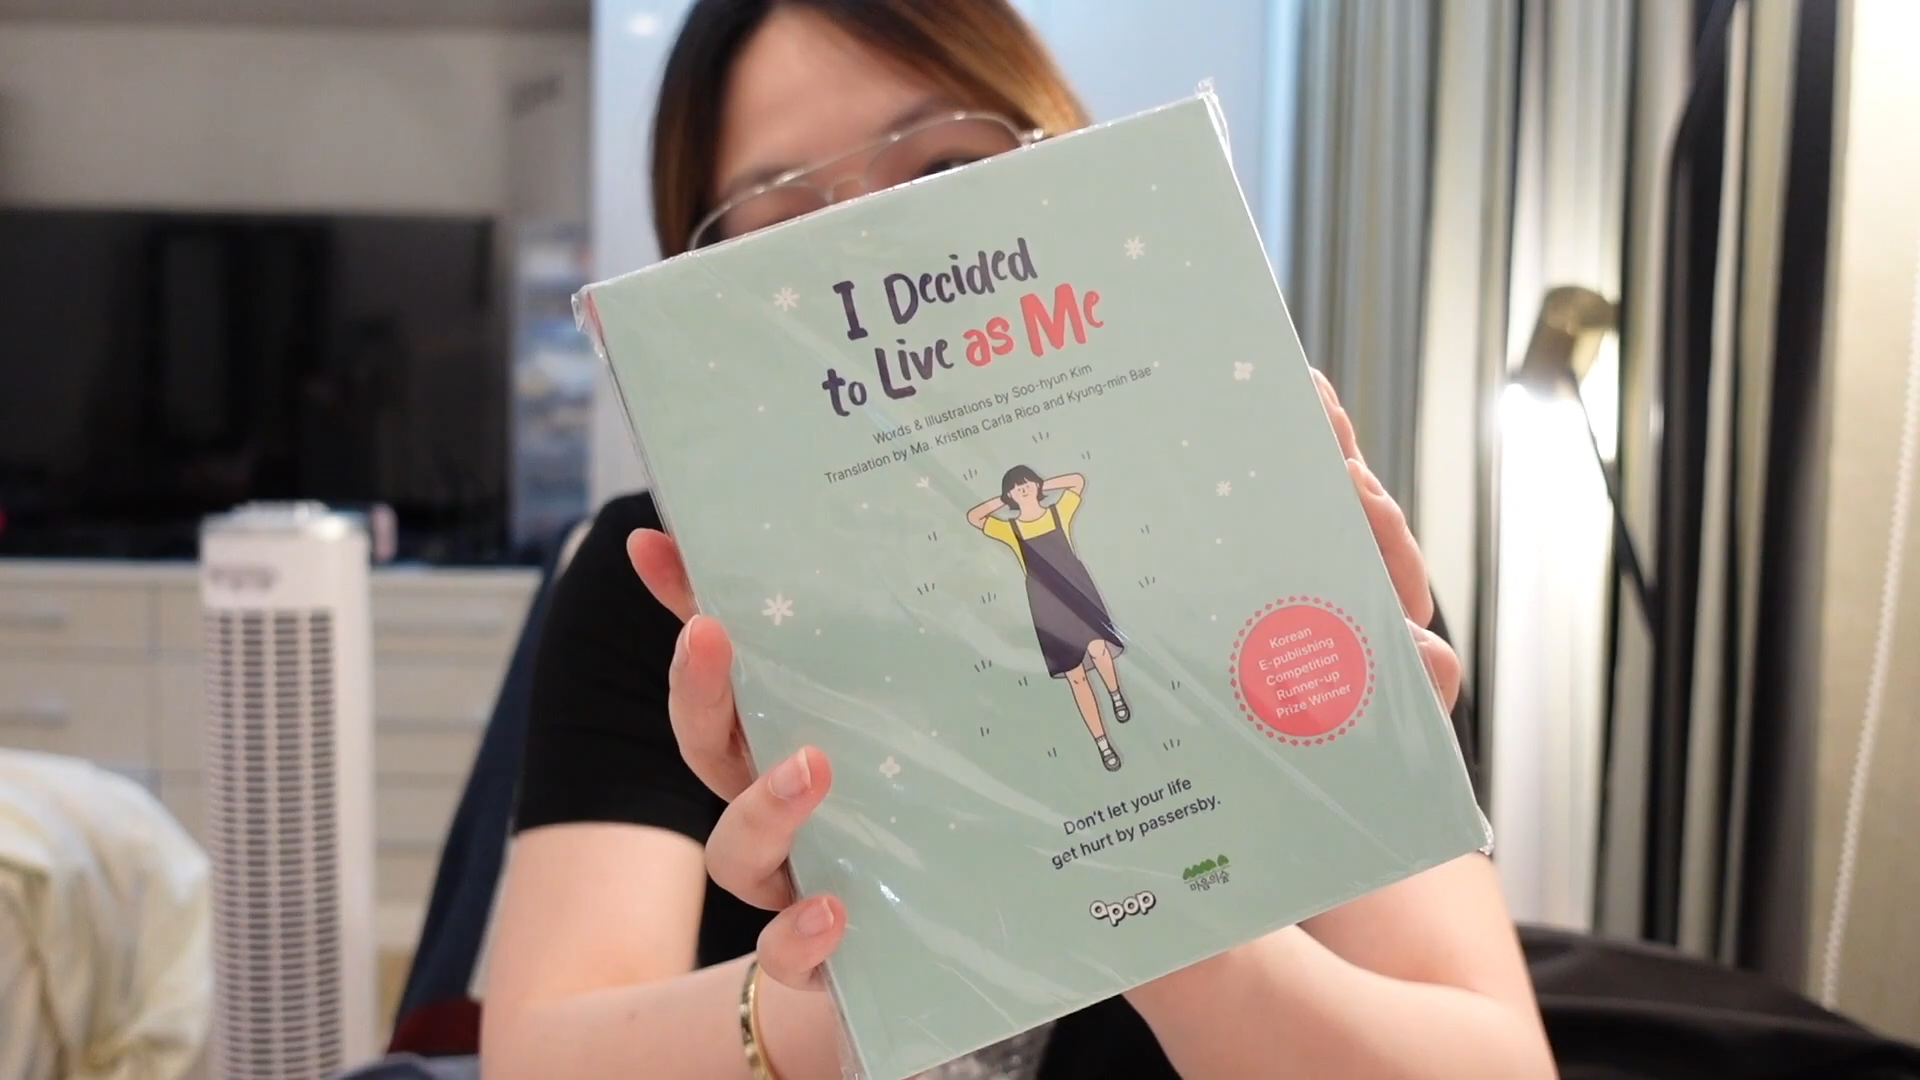 I Decided
to Live as Me
Words & Illustrations by Soo-hyun Kim
Translation by Ma. Kristina Carla Rico and Kyung-min Bae
Korean
E-publishing
Competition
Runner-up
Prize Winner
Don't let your life
get hurt by passersby.
apop
마음의숲